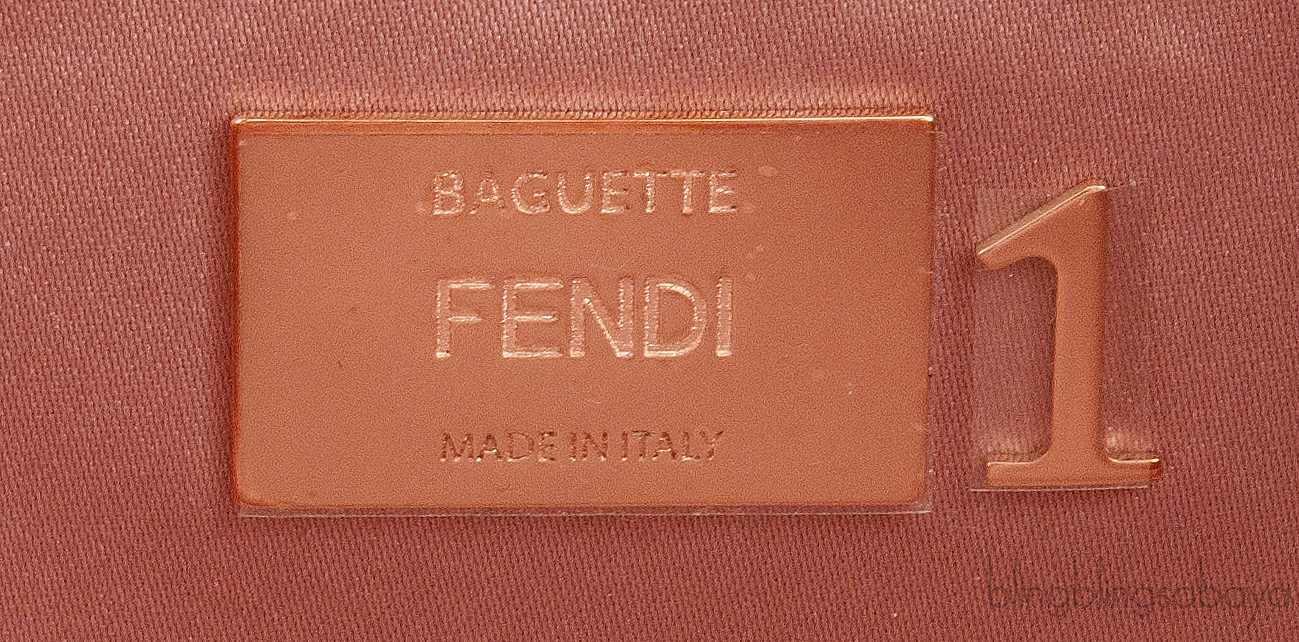 BAGUETTE
FENDI
MADE IN ITALY
1
blingblingsabaya